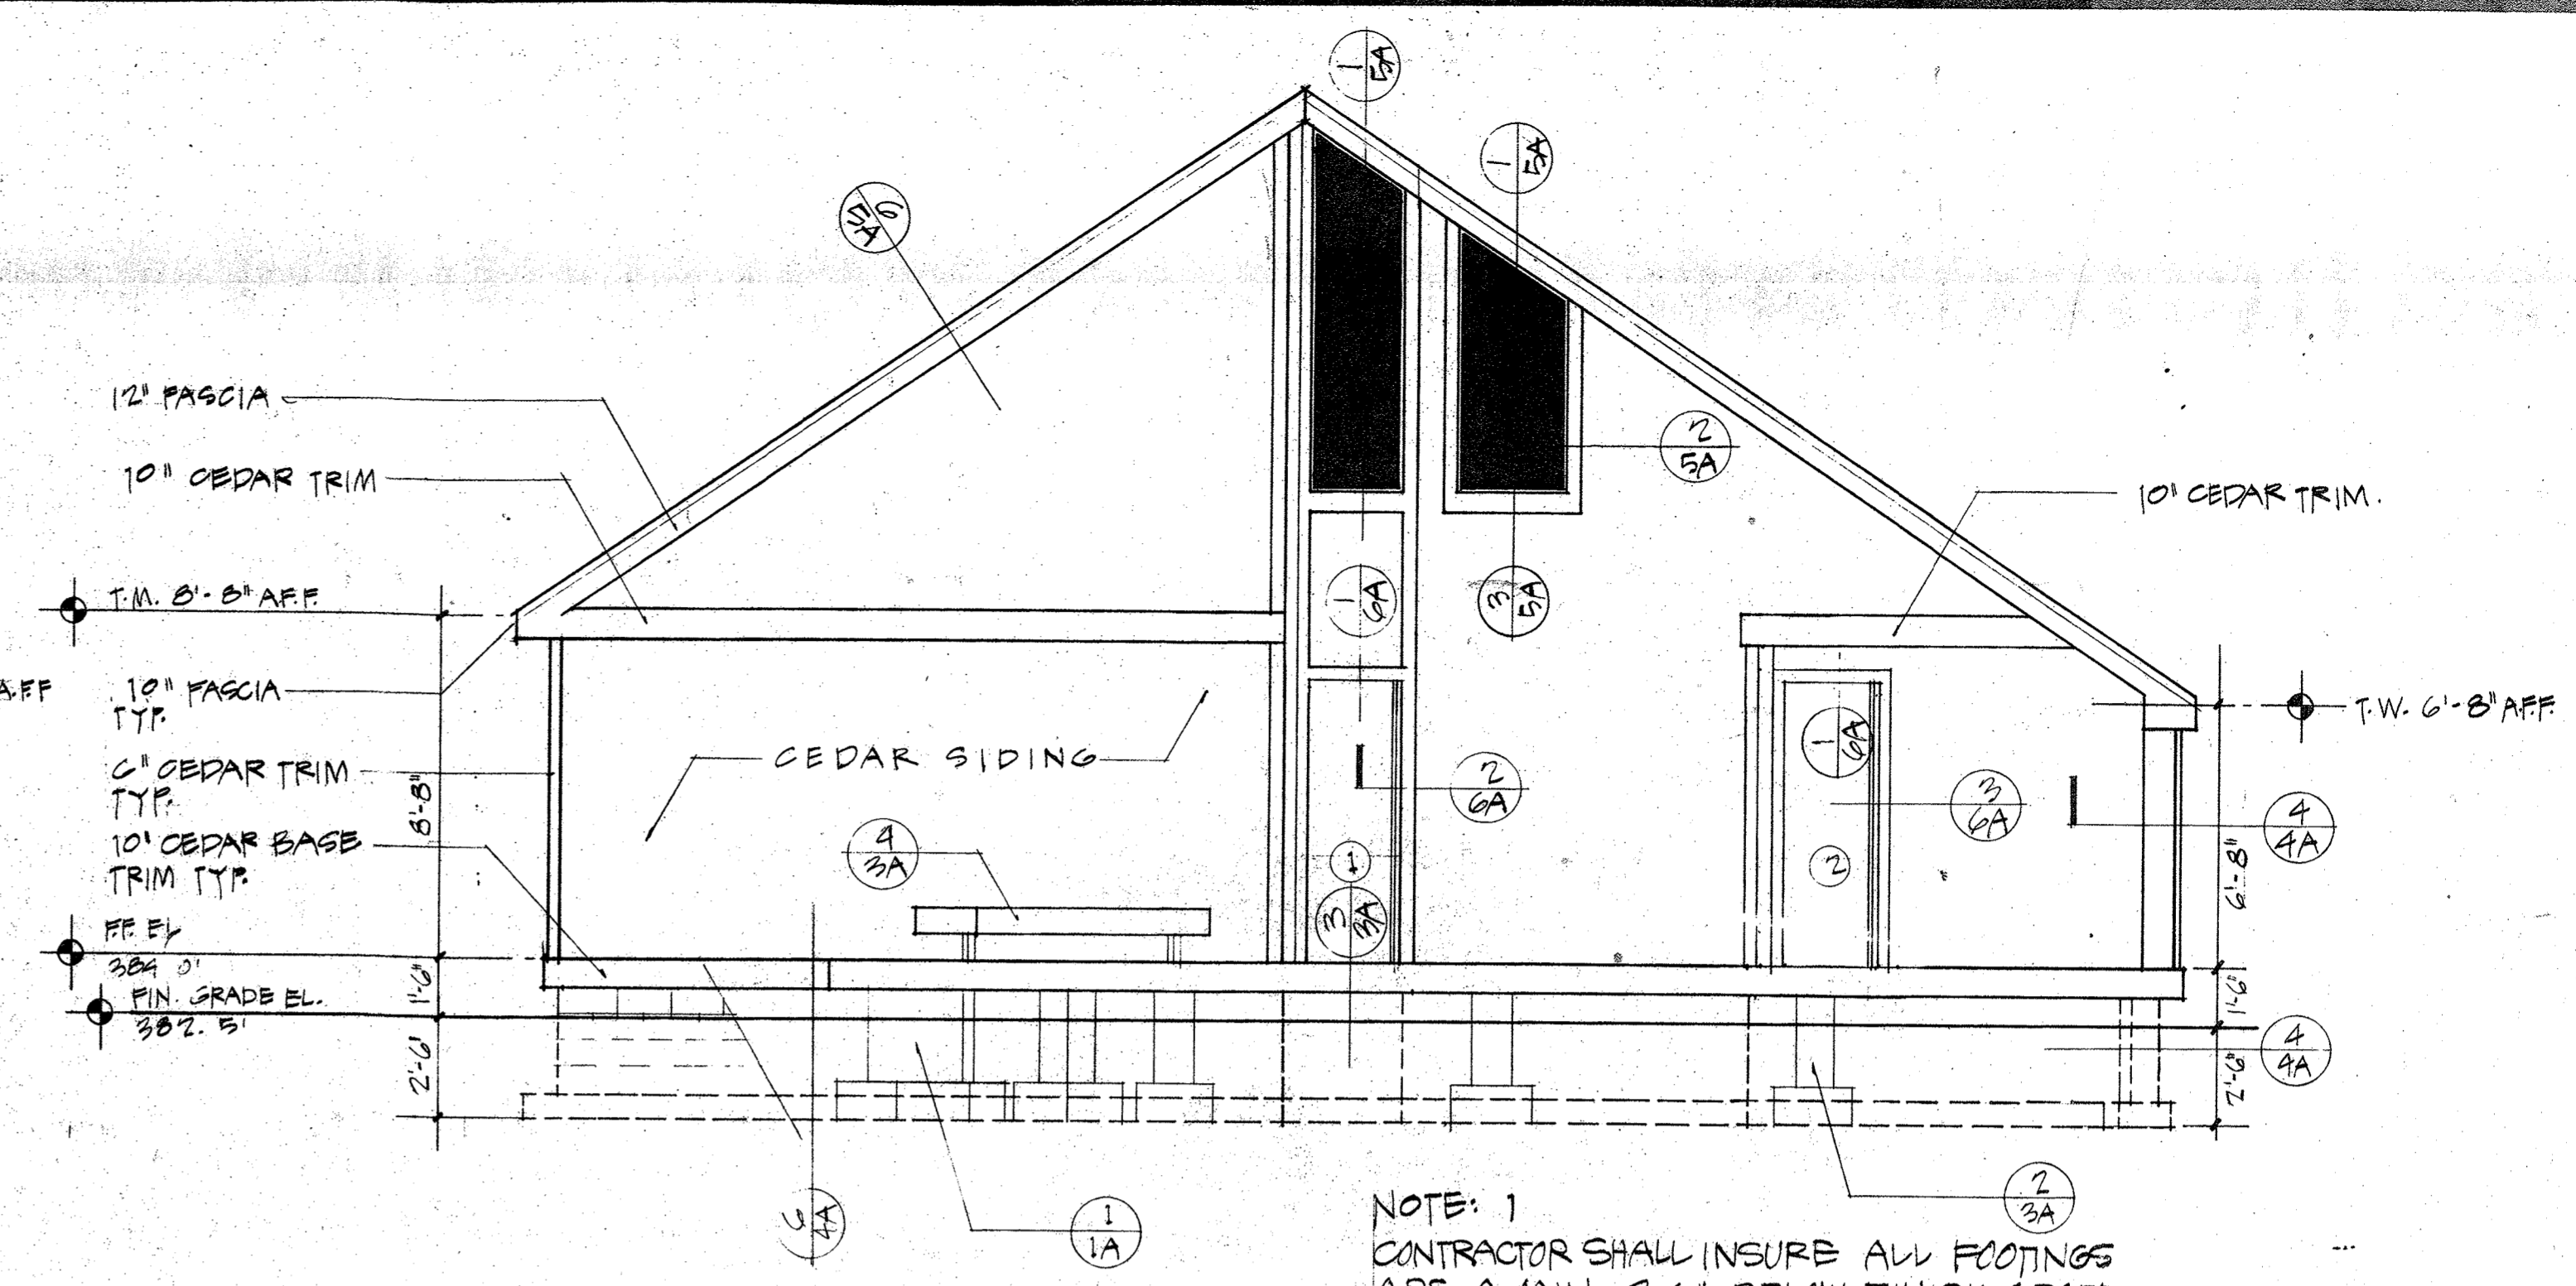 1
5A
1
5A
6
5A
12" FASCIA
10" CEDAR TRIM
2
5A
10" CEDAR TRIM.
T.M. 8'-8" A.F.F.
1
6A
3
5A
A.F.F
10" FASCIA
TYP.
T.W. 6'-8" A.F.F.
6" CEDAR TRIM
TYP.
8'-8"
CEDAR SIDING
2
6A
1
6A
3
6A
4
4A
10' CEDAR BASE
TRIM TYP.
4
3A
1
2
6'-8"
3
3A
F.F. EL
384 0'
FIN. GRADE EL.
382.5'
1'-6"
1'-6"
2'-6'
2'-6"
4
4A
6
4A
1
1A
2
3A
NOTE: 1
CONTRACTOR SHALL INSURE ALL FOOTINGS